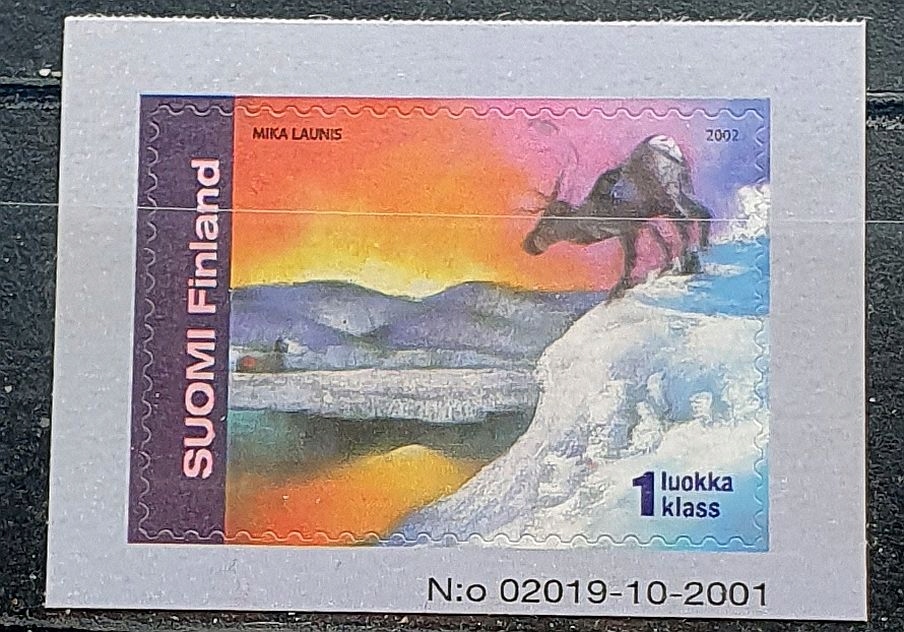 MIKA LAUNIS
2002
SUOMI Finland
1 luokka
klass
N:o 02019-10-2001